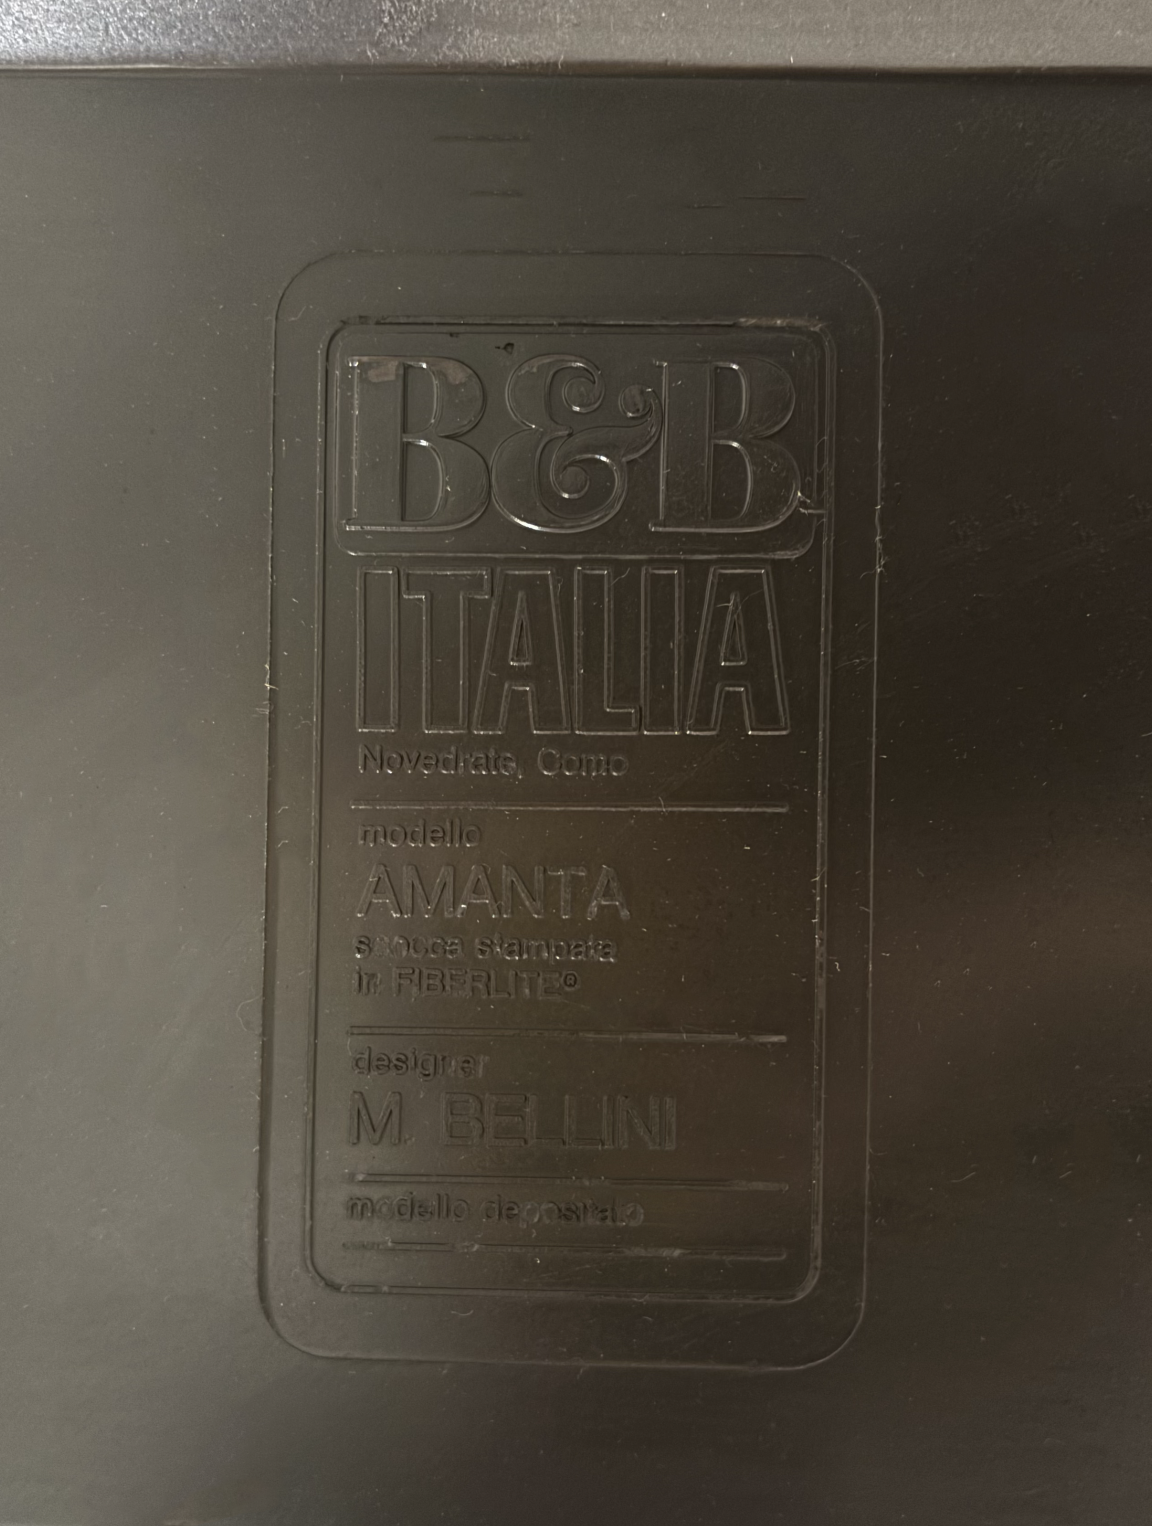 B&B
ITALIA
Novedrate, Como
modello
AMANTA
scocca stampata
in FIBERLITE®
designer
M. BELLINI
modello depositato